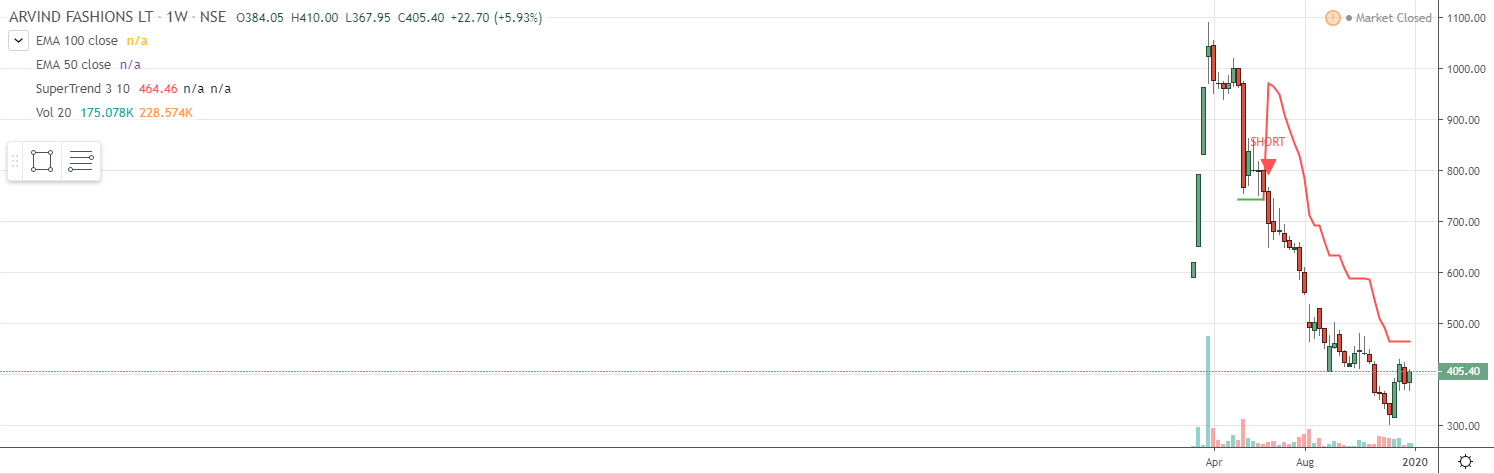 ARVIND FASHIONS LT · 1W · NSE O384.05 H410.00 L367.95 C405.40 +22.70 (+5.93%)
! Market Closed
EMA 100 close n/a
EMA 50 close n/a
SuperTrend 3 10 464.46 n/a n/a
Vol 20 175.078K 228.574K
SHORT
1100.00
1000.00
900.00
800.00
700.00
600.00
500.00
405.40
300.00
Apr Aug 2020